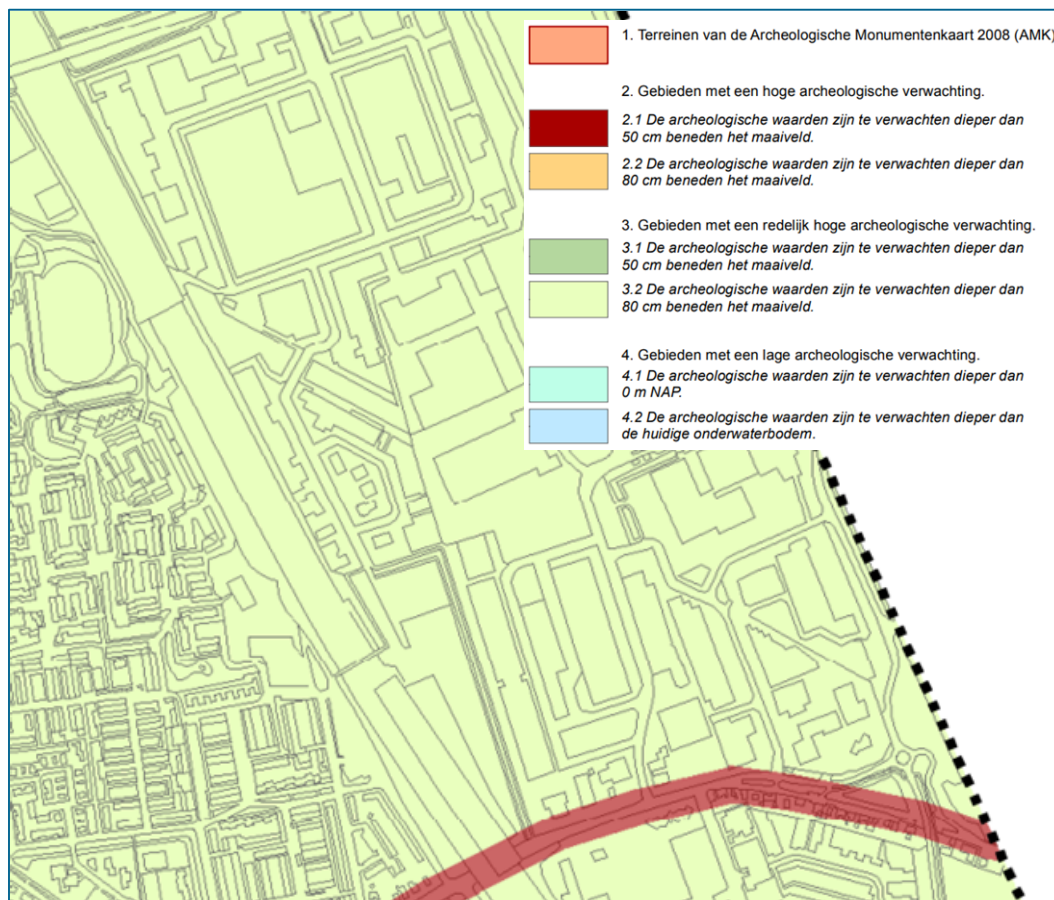 1. Terreinen van de Archeologische Monumentenkaart 2008 (AMK)
2. Gebieden met een hoge archeologische verwachting.
2.1 De archeologische waarden zijn te verwachten dieper dan
50 cm beneden het maaiveld.
2.2 De archeologische waarden zijn te verwachten dieper dan
80 cm beneden het maaiveld.
3. Gebieden met een redelijk hoge archeologische verwachting.
3.1 De archeologische waarden zijn te verwachten dieper dan
50 cm beneden het maaiveld.
3.2 De archeologische waarden zijn te verwachten dieper dan
80 cm beneden het maaiveld.
4. Gebieden met een lage archeologische verwachting.
4.1 De archeologische waarden zijn te verwachten dieper dan
0 m NAP.
4.2 De archeologische waarden zijn te verwachten dieper dan
de huidige onderwaterbodem.